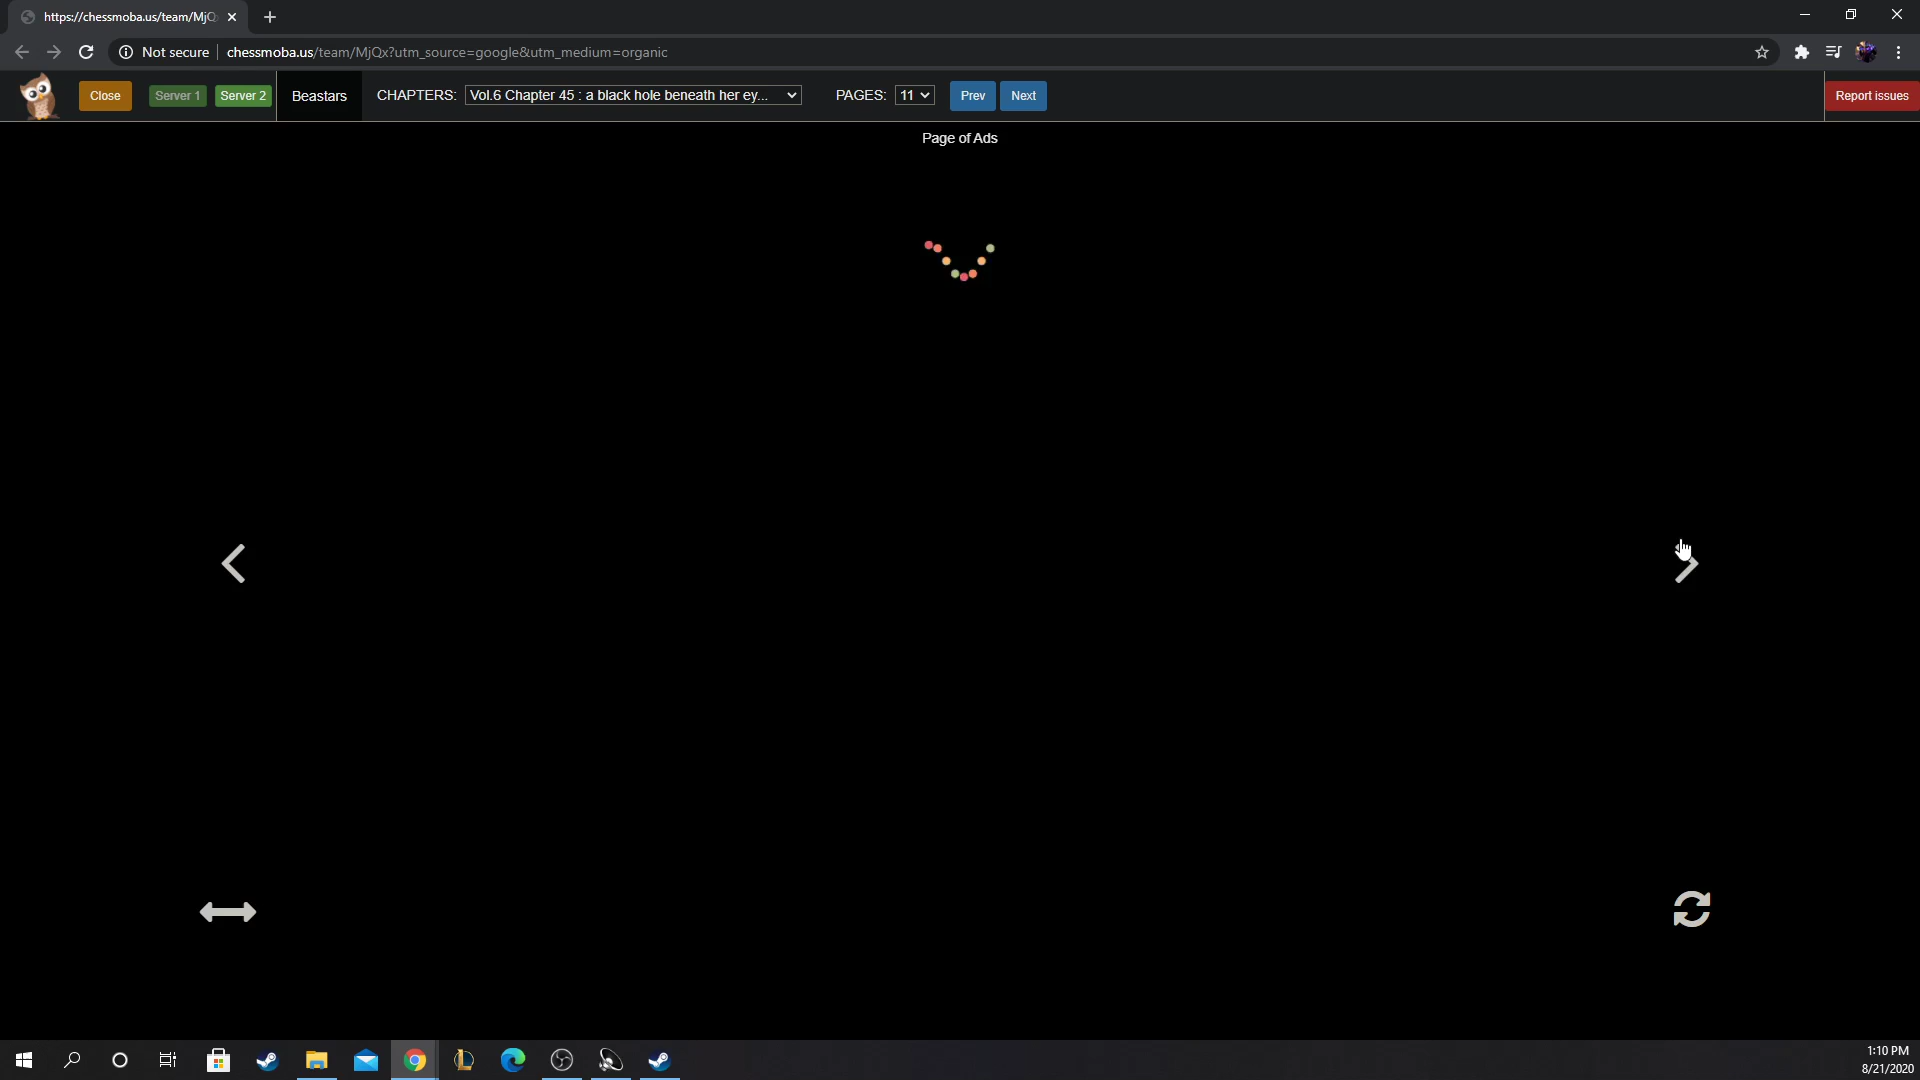 https://chessmoba.us/team/MjQ
Not secure
chessmoba.us/team/MjQx?utm_source=google&utm_medium=organic
Close
Server 1
Server 2
Beastars
CHAPTERS:
Vol.6 Chapter 45 : a black hole beneath her ey...
PAGES:
11
Prev
Next
Report issues
Page of Ads
1:10 PM
8/21/2020